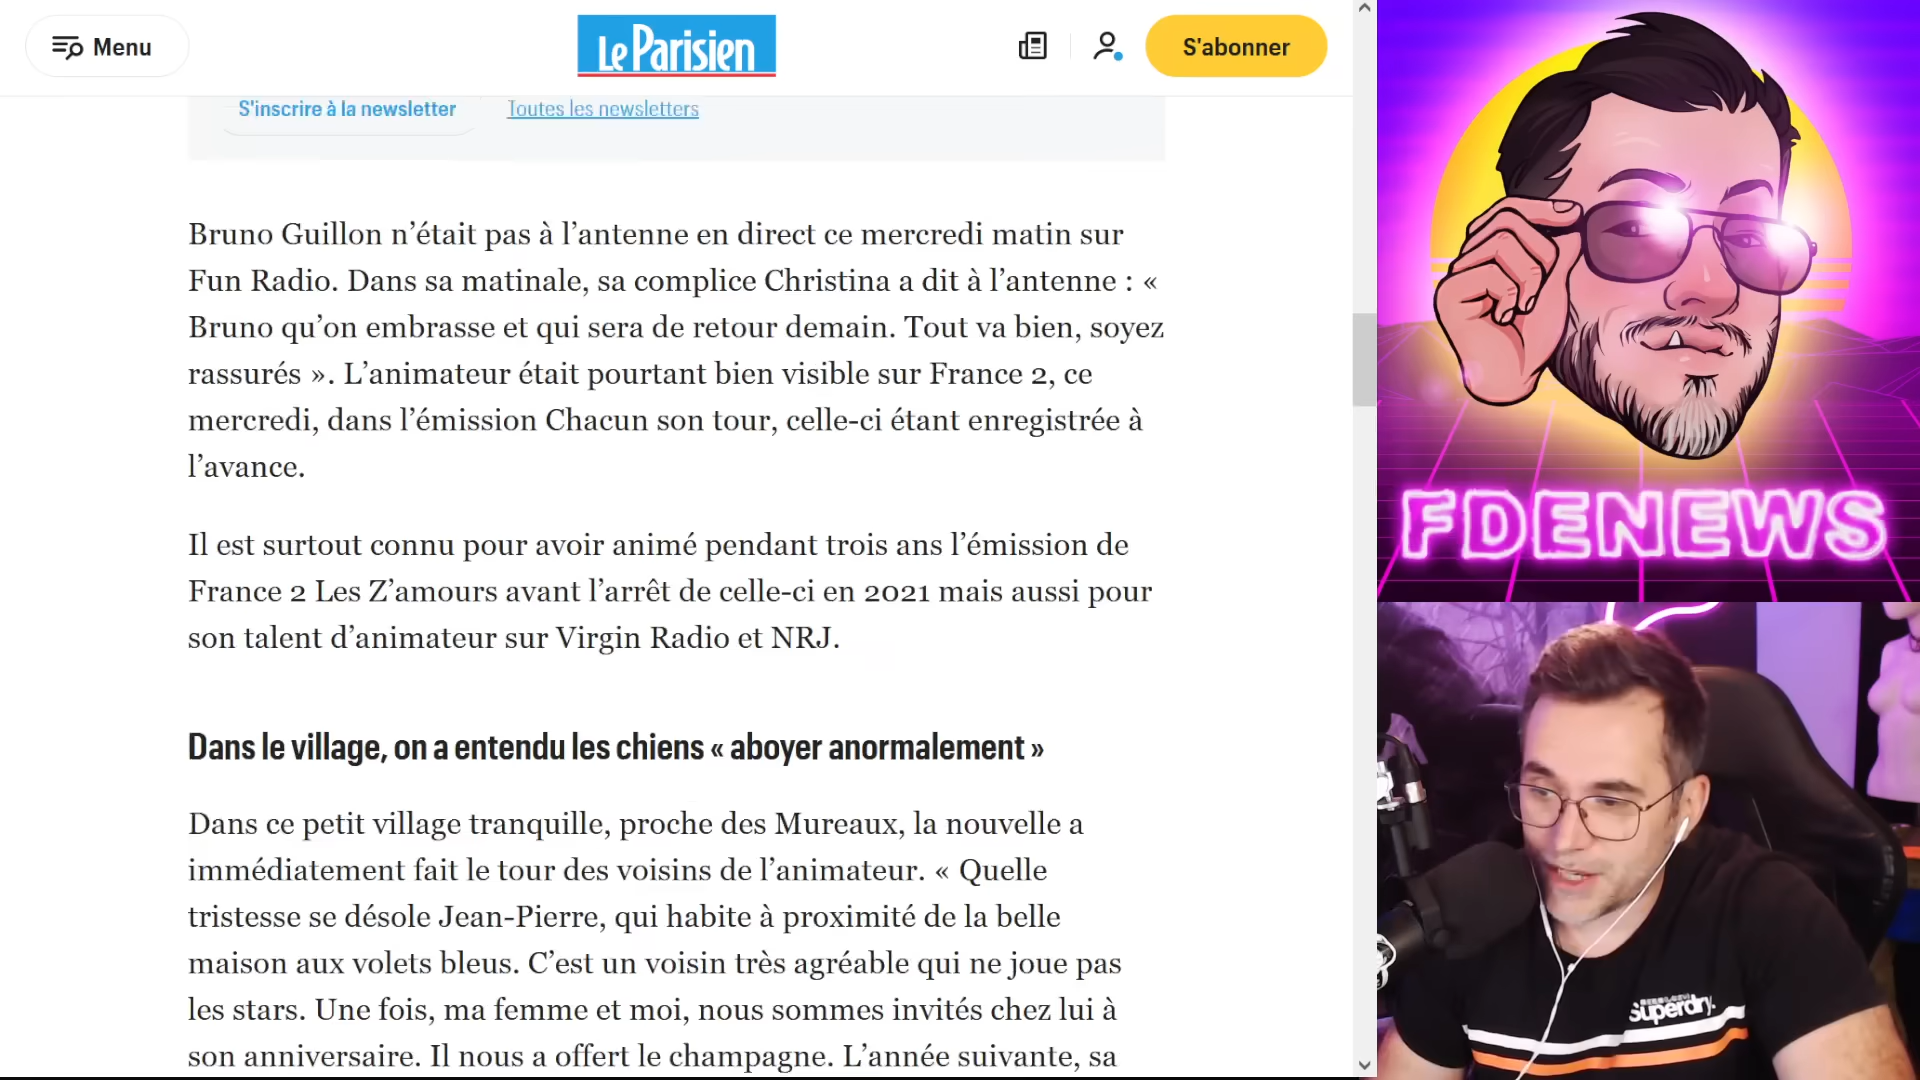 Menu
Le Parisien
S'abonner
S'inscrire à la newsletter
Toutes les newsletters
Bruno Guillon n’était pas à l’antenne en direct ce mercredi matin sur
Fun Radio. Dans sa matinale, sa complice Christina a dit à l’antenne : «
Bruno qu’on embrasse et qui sera de retour demain. Tout va bien, soyez
rassurés ». L’animateur était pourtant bien visible sur France 2, ce
mercredi, dans l’émission Chacun son tour, celle-ci étant enregistrée à
l’avance.
Il est surtout connu pour avoir animé pendant trois ans l’émission de
France 2 Les Z’amours avant l’arrêt de celle-ci en 2021 mais aussi pour
son talent d’animateur sur Virgin Radio et NRJ.
Dans le village, on a entendu les chiens « aboyer anormalement »
Dans ce petit village tranquille, proche des Mureaux, la nouvelle a
immédiatement fait le tour des voisins de l’animateur. « Quelle
tristesse se désole Jean-Pierre, qui habite à proximité de la belle
maison aux volets bleus. C’est un voisin très agréable qui ne joue pas
les stars. Une fois, ma femme et moi, nous sommes invités chez lui à
son anniversaire. Il nous a offert le champagne. L’année suivante, sa
FDENEWS
Superdry.